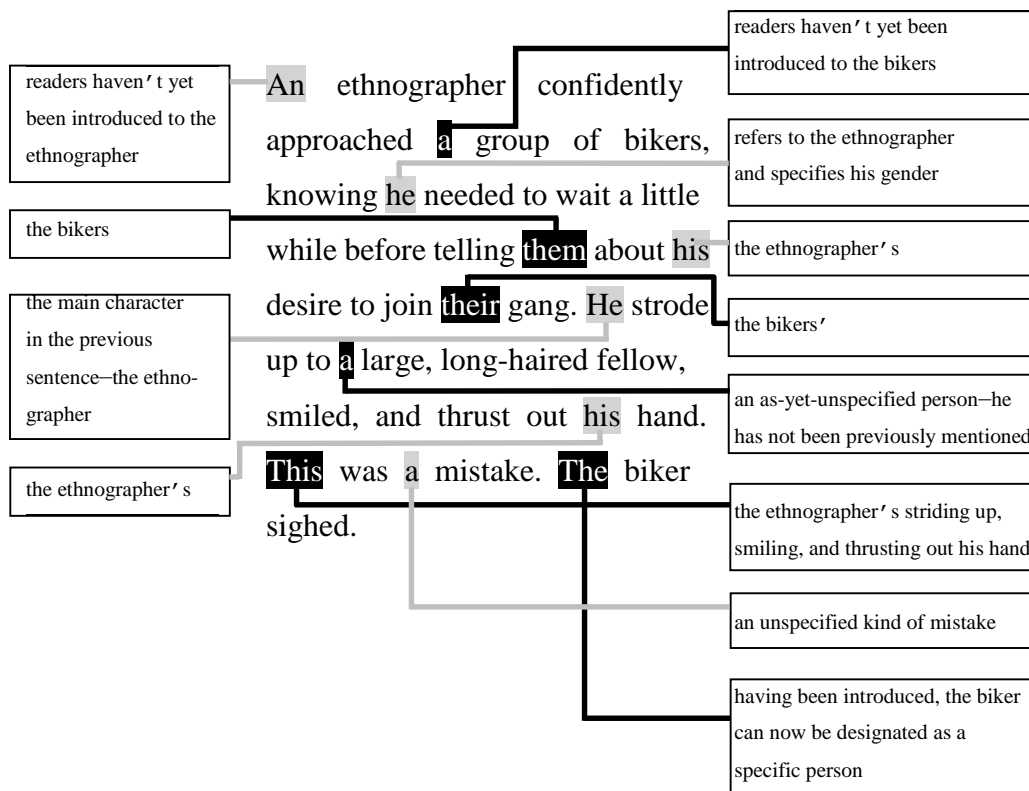 readers haven't yet
been introduced to the
ethnographer
the bikers
the main character
in the previous
sentence—the ethno-
grapher
the ethnographer's
An ethnographer confidently
approached a group of bikers,
knowing he needed to wait a little
while before telling them about his
desire to join their gang. He strode
up to a large, long-haired fellow,
smiled, and thrust out his hand.
This was a mistake. The biker
sighed.
readers haven't yet been
introduced to the bikers
refers to the ethnographer
and specifies his gender
the ethnographer's
the bikers'
an as-yet-unspecified person—he
has not been previously mentioned
the ethnographer's striding up,
smiling, and thrusting out his hand
an unspecified kind of mistake
having been introduced, the biker
can now be designated as a
specific person